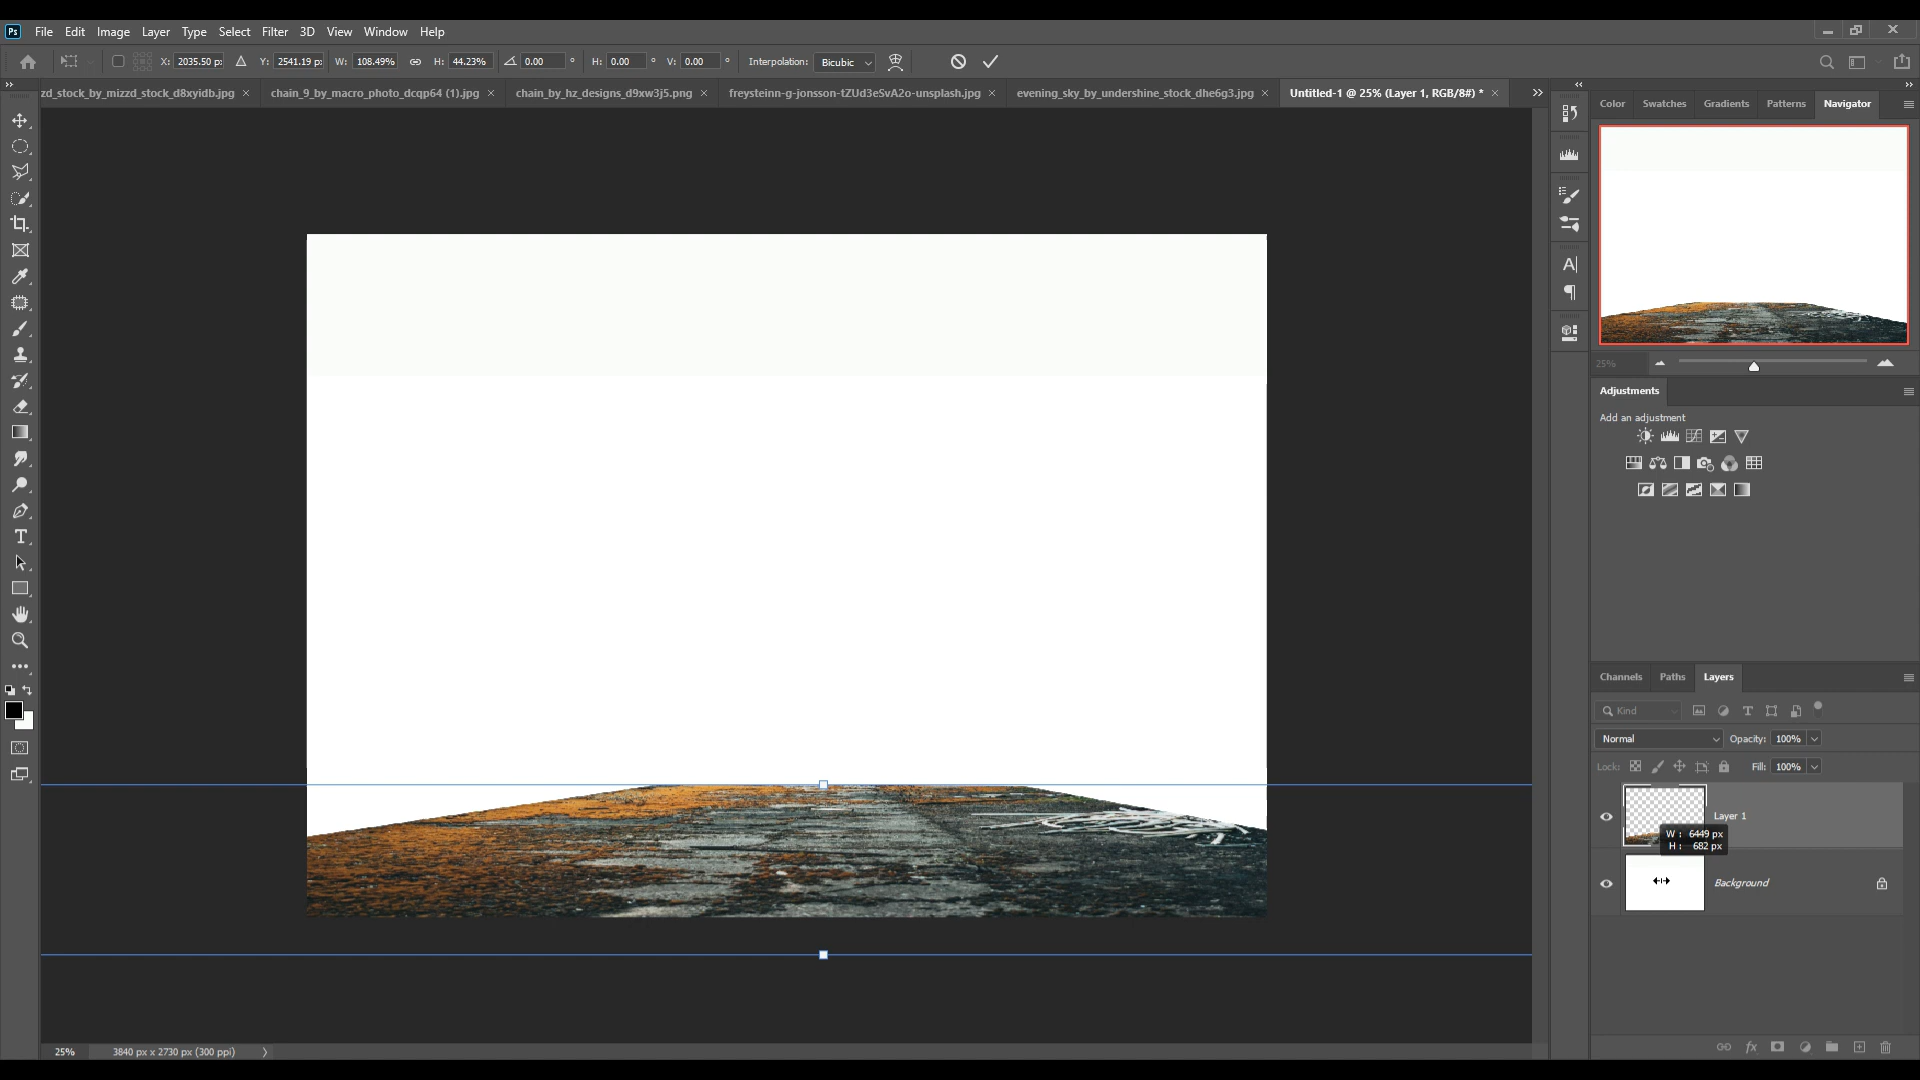 Ps File Edit Image Layer Type Select Filter 3D View Window Help
X: 2035.50 p: Y: 2541.19 p: W: 108.49% H: 44.23% 0.00 ° H: 0.00 ° V: 0.00 ° Interpolation: Bicubic
zd_stock_by_mizzd_stock_d8xyidb.jpg × chain_9_by_macro_photo_dcqp64 (1).jpg × chain_by_hz_designs_d9xw3j5.png × freysteinn-g-jonsson-tZUd3eSvA2o-unsplash.jpg × evening_sky_by_undershine_stock_dhe6g3.jpg × Untitled-1 @ 25% (Layer 1, RGB/8#) * ×
Color Swatches Gradients Patterns Navigator
25%
Adjustments
Add an adjustment
Channels Paths Layers
Kind
Normal Opacity: 100%
Lock: Fill: 100%
Layer 1
W : 6449 px
H : 682 px
Background
25% 3840 px x 2730 px (300 ppi)